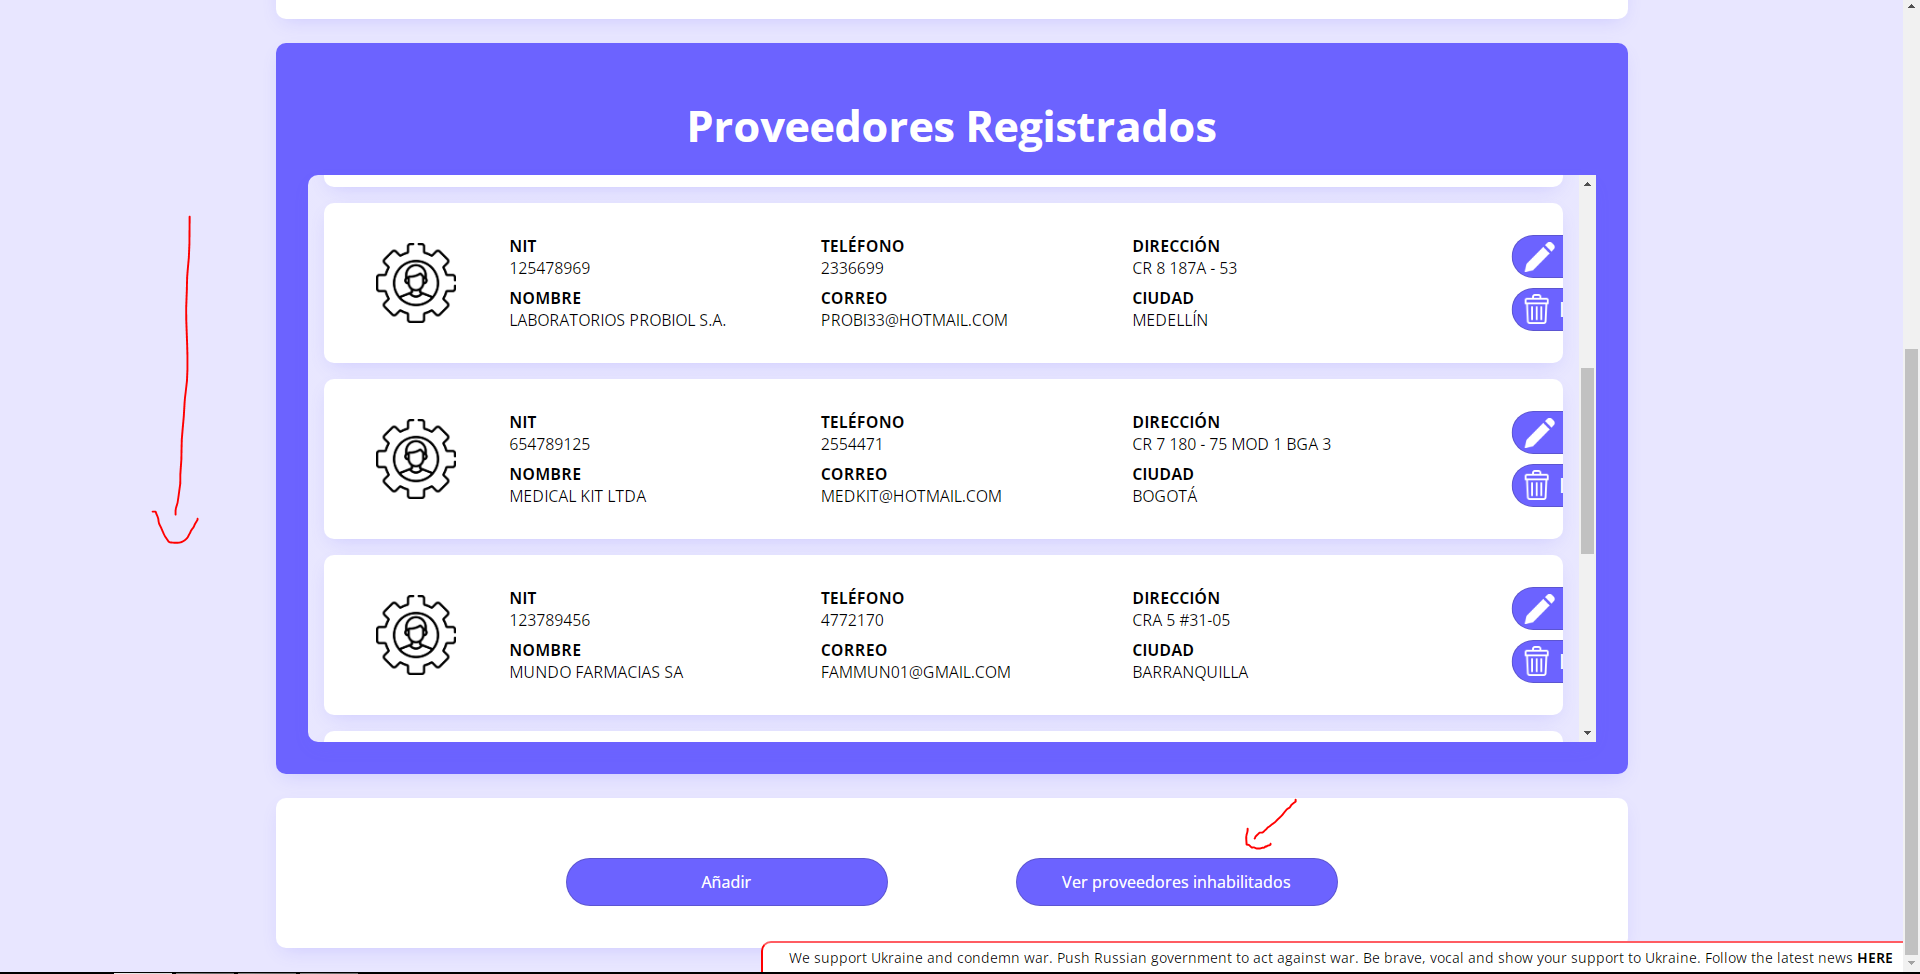 Proveedores Registrados
NIT TELÉFONO DIRECCIÓN
125478969 2336699 CR 8 187A - 53
NOMBRE CORREO CIUDAD
LABORATORIOS PROBIOL S.A. PROBI33@HOTMAIL.COM MEDELLÍN
NIT TELÉFONO DIRECCIÓN
654789125 2554471 CR 7 180 - 75 MOD 1 BGA 3
NOMBRE CORREO CIUDAD
MEDICAL KIT LTDA MEDKIT@HOTMAIL.COM BOGOTÁ
NIT TELÉFONO DIRECCIÓN
123789456 4772170 CRA 5 #31-05
NOMBRE CORREO CIUDAD
MUNDO FARMACIAS SA FAMMUN01@GMAIL.COM BARRANQUILLA
Añadir Ver proveedores inhabilitados
We support Ukraine and condemn war. Push Russian government to act against war. Be brave, vocal and show your support to Ukraine. Follow the latest news HERE